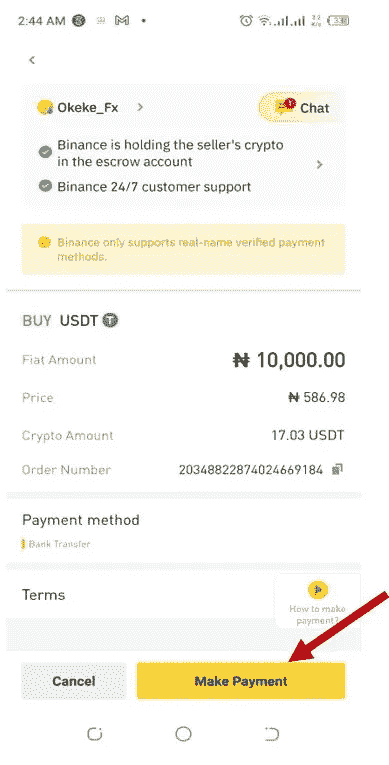 2:44 AM
Okeke_Fx
Chat
Binance is holding the seller's crypto
in the escrow account
Binance 24/7 customer support
Binance only supports real-name verified payment
methods.
BUY USDT
Fiat Amount ₦ 10,000.00
Price ₦ 586.98
Crypto Amount 17.03 USDT
Order Number 20348822874024669184
Payment method
Bank Transfer
Terms
How to make
payment?
Cancel Make Payment